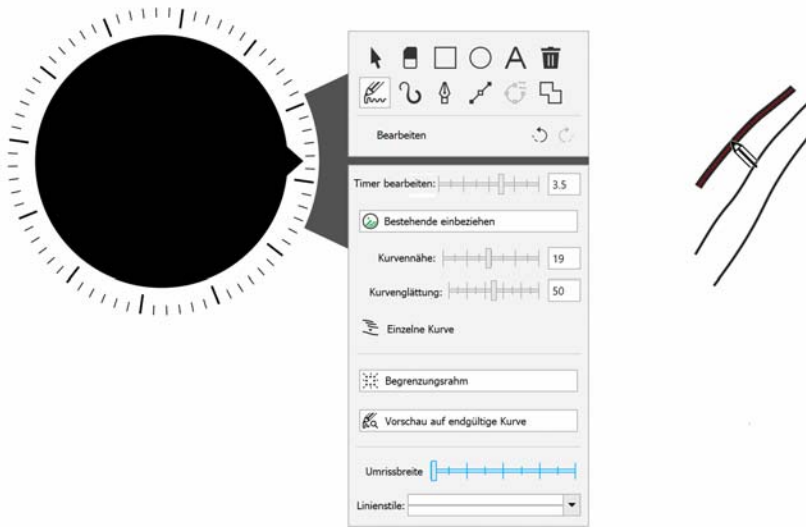 Bearbeiten
Timer bearbeiten: 3.5
Bestehende einbeziehen
Kurvennähe: 19
Kurvenglättung: 50
Einzelne Kurve
Begrenzungsrahm
Vorschau auf endgültige Kurve
Umrissbreite
Linienstile: